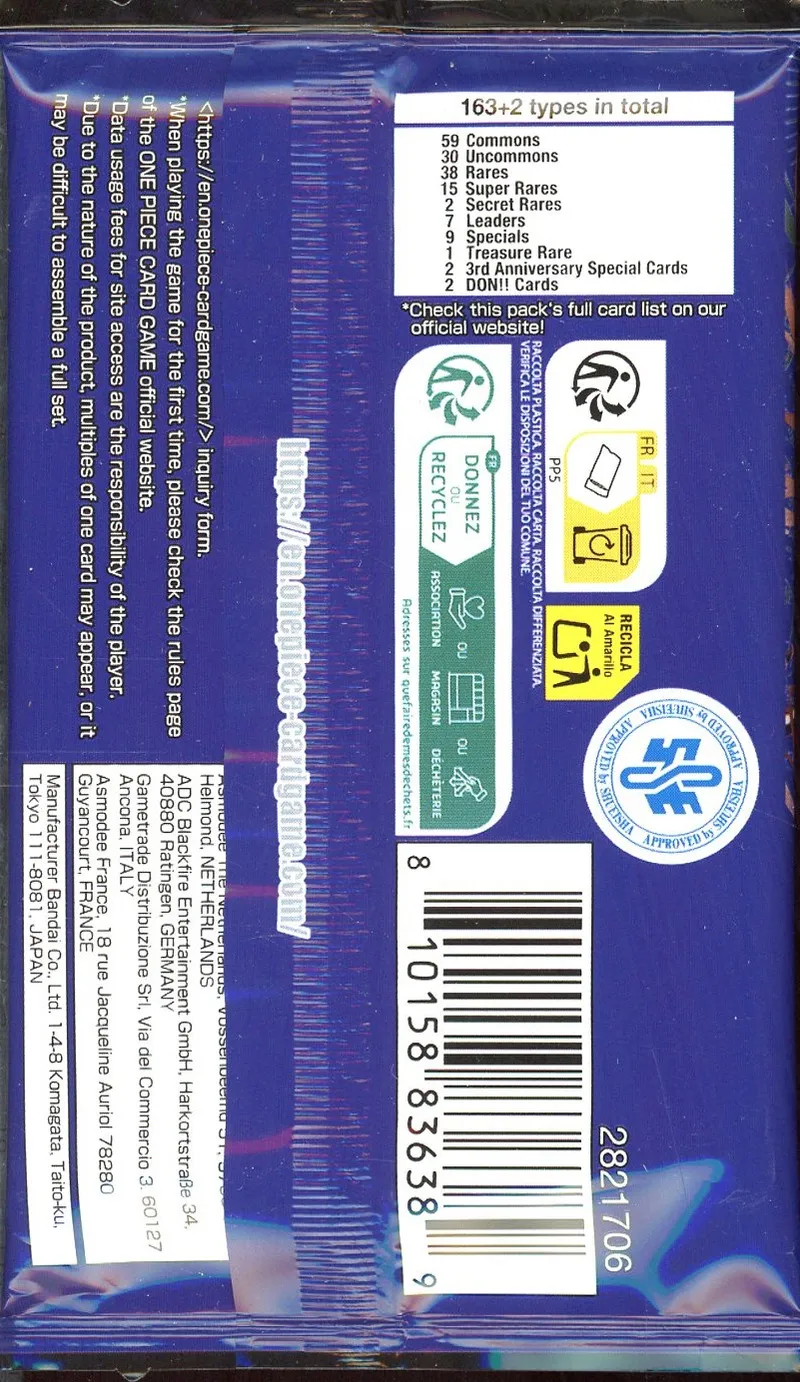 163+2 types in total
59 Commons
30 Uncommons
38 Rares
15 Super Rares
2 Secret Rares
7 Leaders
9 Specials
1 Treasure Rare
2 3rd Anniversary Special Cards
2 DON!! Cards
*Check this pack's full card list on our
official website!
FR IT
PP5
RACCOLTA PLASTICA. RACCOLTA CARTA. RACCOLTA DIFFERENZIATA.
VERIFICA LE DISPOSIZIONI DEL TUO COMUNE.
FR
DONNEZ
OU
RECYCLEZ
ASSOCIATION
OU
MAGASIN
OU
DÉCHÈTERIE
Adresses sur quefairedemesdechets.fr
RECICLA
Al Amarillo
SOE
APPROVED by SHUEISHA APPROVED by SHUEISHA APPROVED by SHUEISHA
2821706
8 10158 83638 9
https://en.onepiece-cardgame.com/
<https://en.onepiece-cardgame.com/> inquiry form.
*When playing the game for the first time, please check the rules page
of the ONE PIECE CARD GAME official website.
*Data usage fees for site access are the responsibility of the player.
*Due to the nature of the product, multiples of one card may appear, or it
may be difficult to assemble a full set.
Asmodee The Netherlands,
Helmond, NETHERLANDS
ADC Blackfire Entertainment GmbH, Harkortstraße 34,
40880 Ratingen, GERMANY
Gametrade Distribuzione Srl, Via del Commercio 3, 60127
Ancona, ITALY
Asmodee France, 18 rue Jacqueline Auriol 78280
Guyancourt, FRANCE
Manufacturer Bandai Co., Ltd. 1-4-8 Komagata, Taito-ku,
Tokyo 111-8081, JAPAN